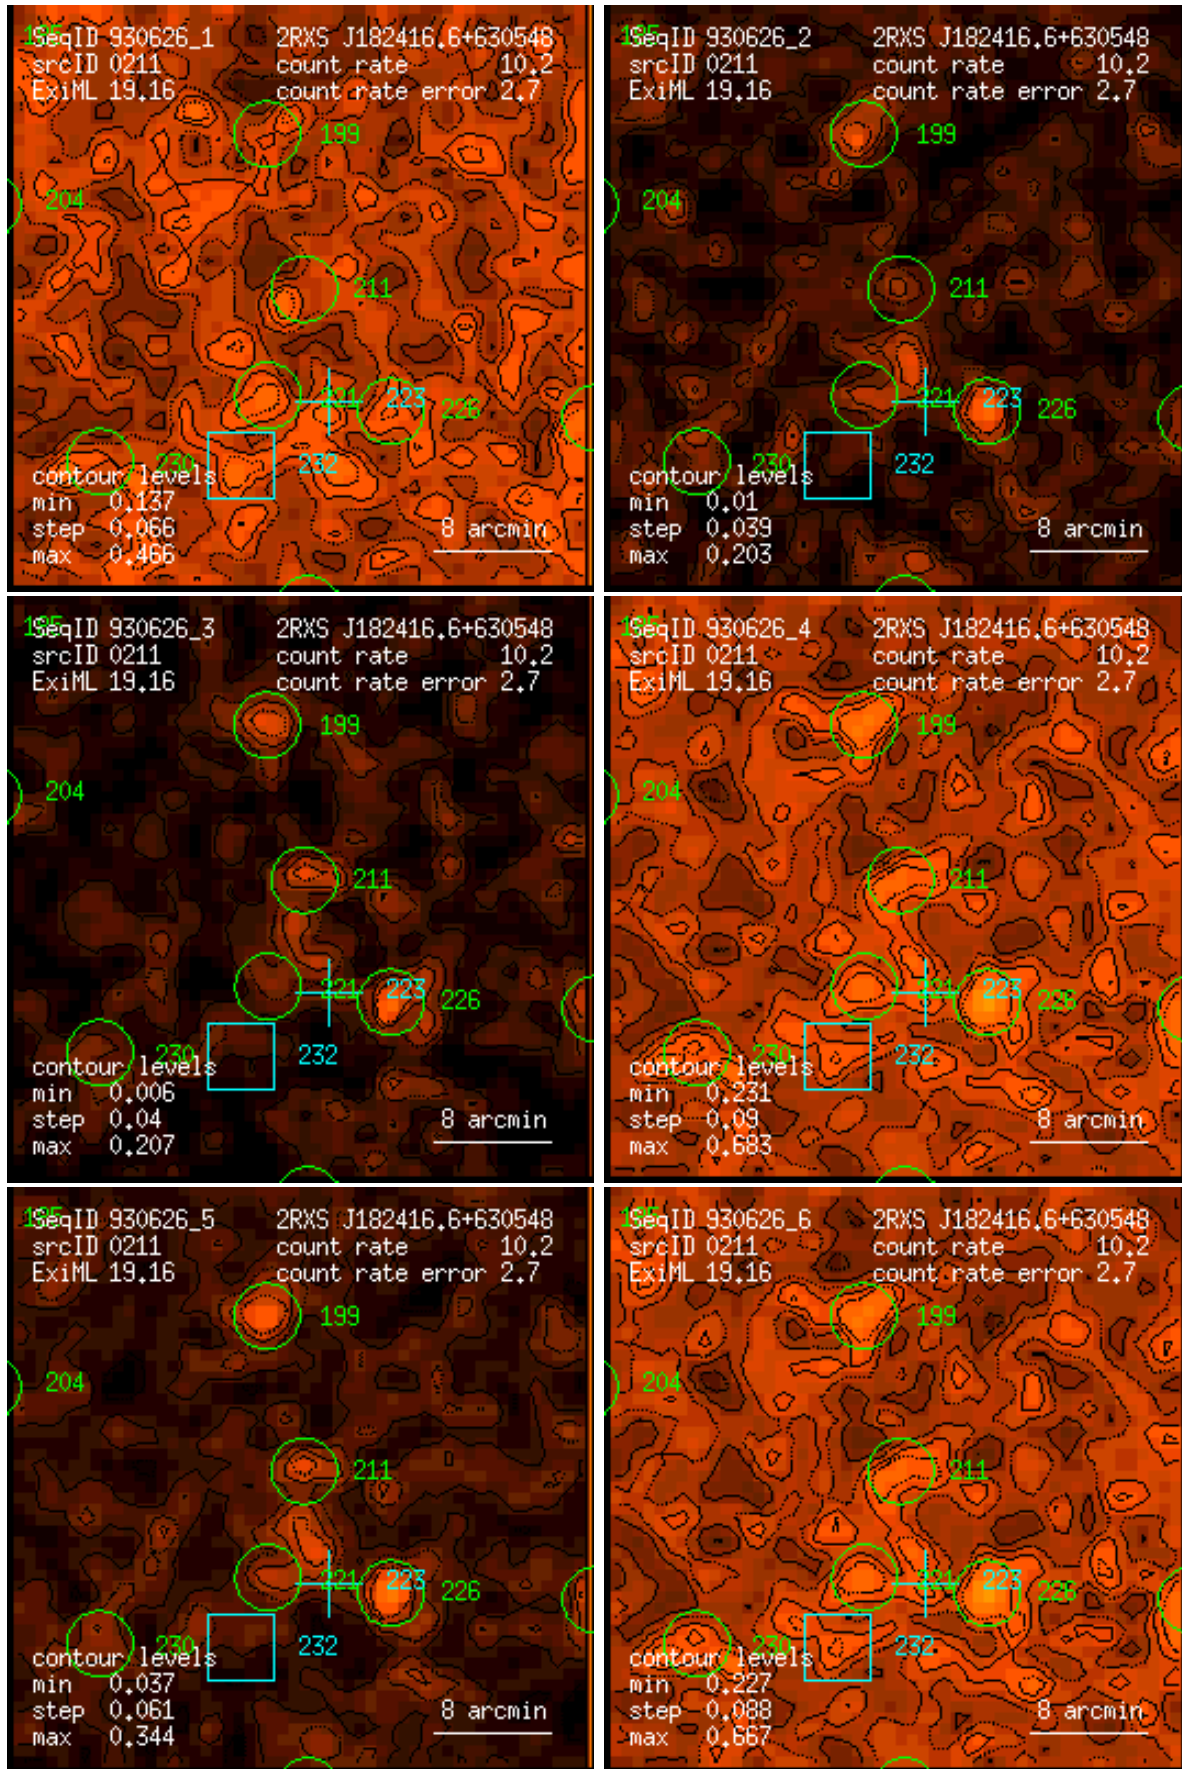 195
SeqID 930626_1 2RXS J182416.6+630548
srcID 0211 count rate 10.2
ExiML 19.16 count rate error 2.7
199
204
211
221 223 226
230 232
contour levels
min 0.137
step 0.066 8 arcmin
max 0.466
195
SeqID 930626_2 2RXS J182416.6+630548
srcID 0211 count rate 10.2
ExiML 19.16 count rate error 2.7
199
204
211
221 223 226
230 232
contour levels
min 0.01
step 0.039 8 arcmin
max 0.203
195
SeqID 930626_3 2RXS J182416.6+630548
srcID 0211 count rate 10.2
ExiML 19.16 count rate error 2.7
199
204
211
221 223 226
230 232
contour levels
min 0.006
step 0.04 8 arcmin
max 0.207
195
SeqID 930626_4 2RXS J182416.6+630548
srcID 0211 count rate 10.2
ExiML 19.16 count rate error 2.7
199
204
211
221 223 226
230 232
contour levels
min 0.231
step 0.09 8 arcmin
max 0.683
195
SeqID 930626_5 2RXS J182416.6+630548
srcID 0211 count rate 10.2
ExiML 19.16 count rate error 2.7
199
204
211
221 223 226
230 232
contour levels
min 0.037
step 0.061 8 arcmin
max 0.344
195
SeqID 930626_6 2RXS J182416.6+630548
srcID 0211 count rate 10.2
ExiML 19.16 count rate error 2.7
199
204
211
221 223 226
230 232
contour levels
min 0.227
step 0.088 8 arcmin
max 0.667